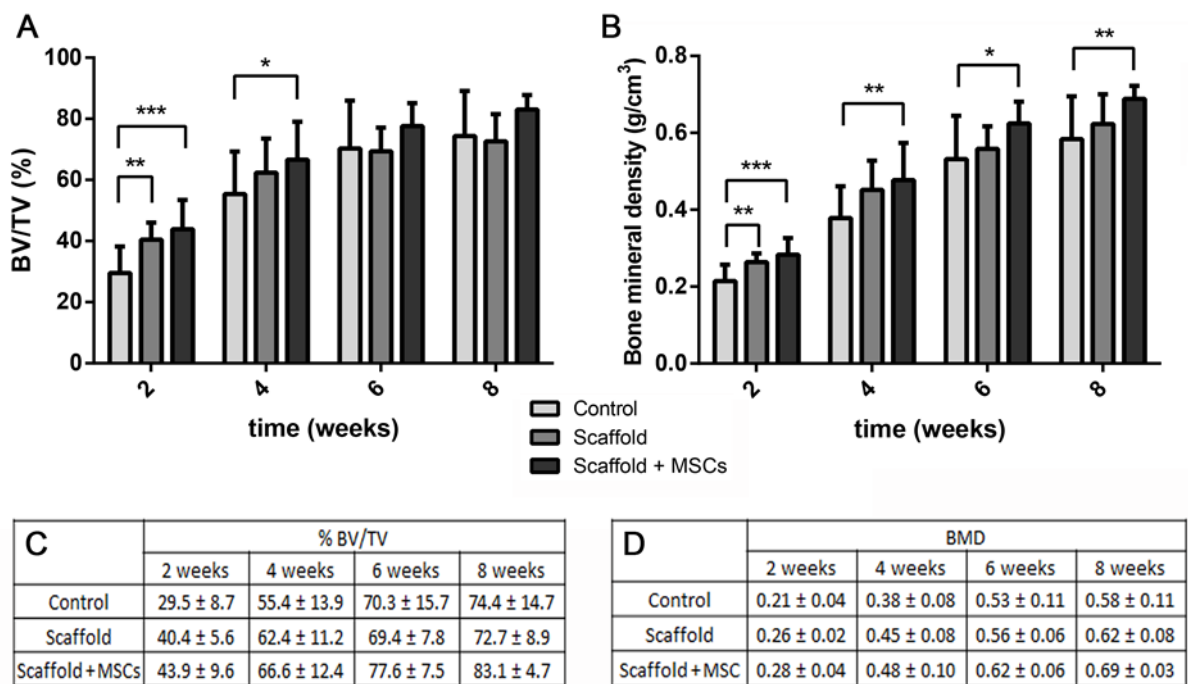 A
BV/TV (%)
100
80
60
40
20
0
***
**
*
2 4 6 8
time (weeks)
B
Bone mineral density (g/cm³)
0.8
0.6
0.4
0.2
0.0
***
**
**
*
**
2 4 6 8
time (weeks)
Control
Scaffold
Scaffold + MSCs
C % BV/TV
2 weeks 4 weeks 6 weeks 8 weeks
Control 29.5 ± 8.7 55.4 ± 13.9 70.3 ± 15.7 74.4 ± 14.7
Scaffold 40.4 ± 5.6 62.4 ± 11.2 69.4 ± 7.8 72.7 ± 8.9
Scaffold + MSCs 43.9 ± 9.6 66.6 ± 12.4 77.6 ± 7.5 83.1 ± 4.7
D BMD
2 weeks 4 weeks 6 weeks 8 weeks
Control 0.21 ± 0.04 0.38 ± 0.08 0.53 ± 0.11 0.58 ± 0.11
Scaffold 0.26 ± 0.02 0.45 ± 0.08 0.56 ± 0.06 0.62 ± 0.08
Scaffold + MSC 0.28 ± 0.04 0.48 ± 0.10 0.62 ± 0.06 0.69 ± 0.03